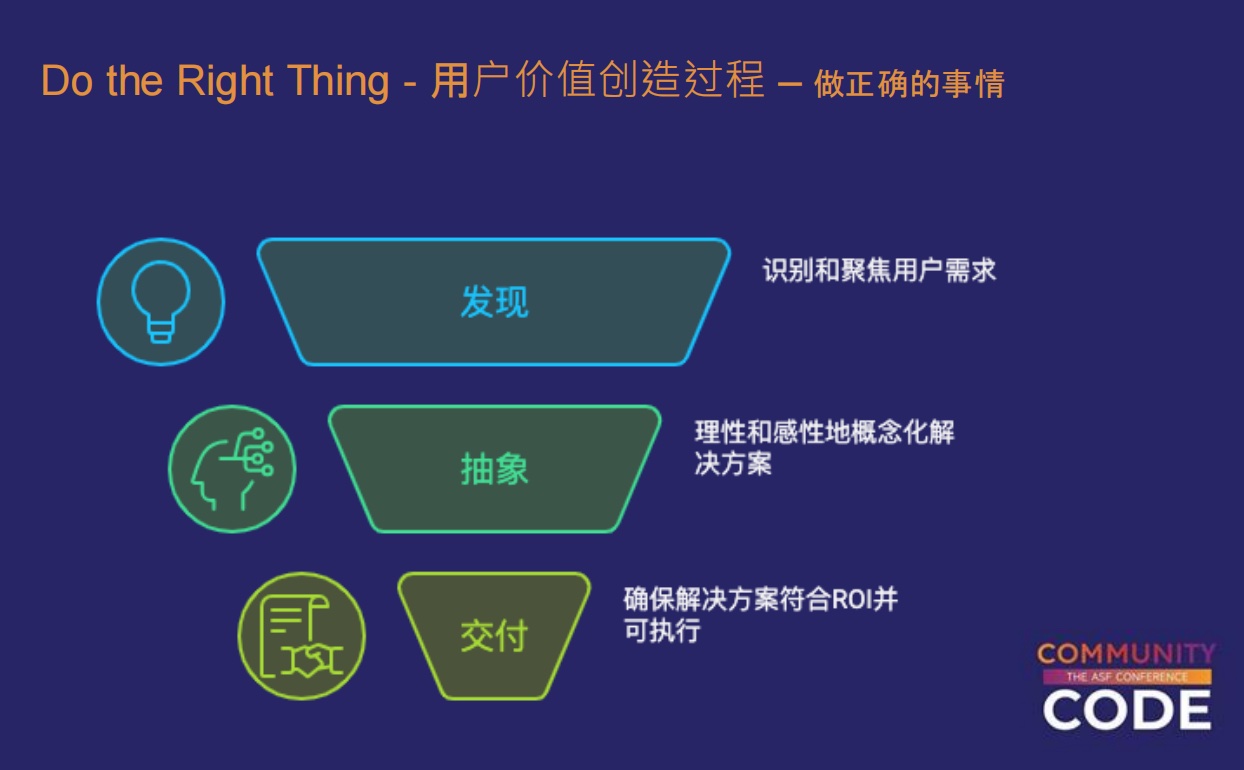 Do the Right Thing - 用户价值创造过程 — 做正确的事情
发现
识别和聚焦用户需求
抽象
理性和感性地概念化解
决方案
交付
确保解决方案符合ROI并
可执行
COMMUNITY
THE ASF CONFERENCE
CODE